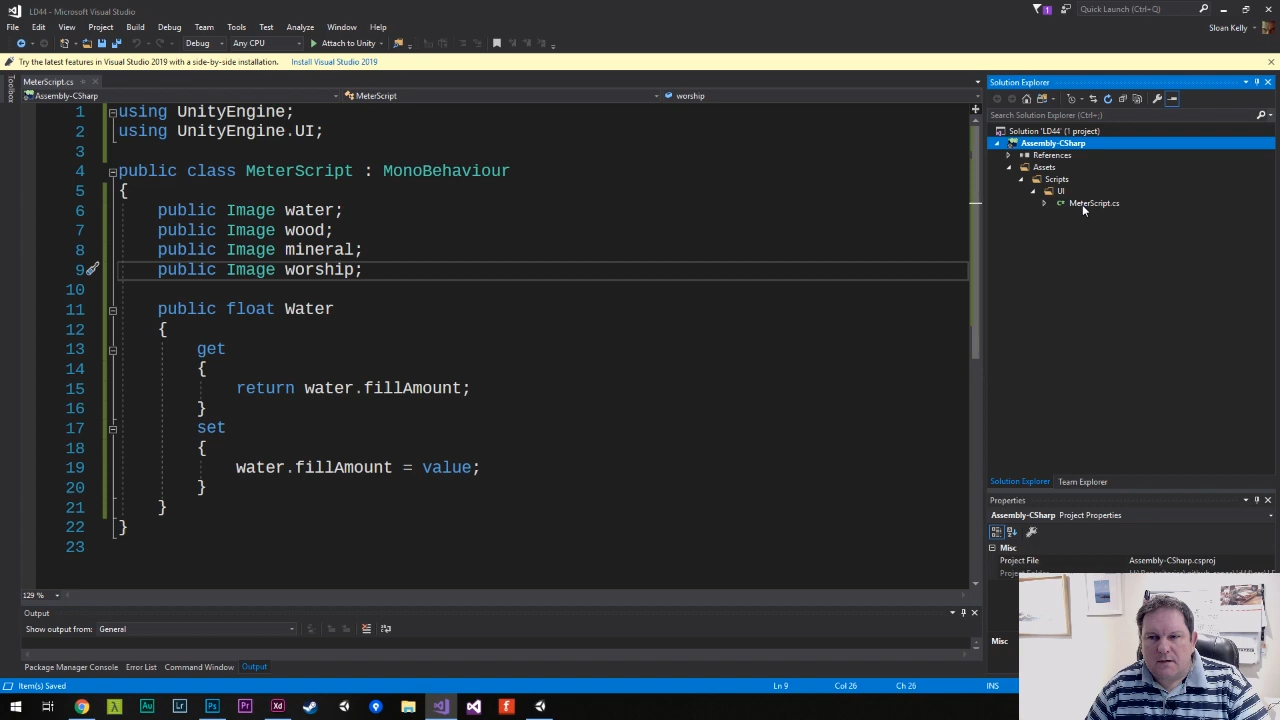 LD44 - Microsoft Visual Studio
1
Quick Launch (Ctrl+Q)
File Edit View Project Build Debug Team Tools Test Analyze Window Help
Sloan Kelly
Debug Any CPU Attach to Unity
Try the latest features in Visual Studio 2019 with a side-by-side installation. Install Visual Studio 2019
Toolbox
MeterScript.cs
Assembly-CSharp MeterScript worship
1 using UnityEngine;
2 using UnityEngine.UI;
3
4 public class MeterScript : MonoBehaviour
5 {
6 public Image water;
7 public Image wood;
8 public Image mineral;
9 public Image worship;
10
11 public float Water
12 {
13 get
14 {
15 return water.fillAmount;
16 }
17 set
18 {
19 water.fillAmount = value;
20 }
21 }
22 }
23
129 %
Output
Show output from: General
Package Manager Console Error List Command Window Output
Item(s) Saved
Ln 9 Col 26 Ch 26 INS
Solution Explorer
Search Solution Explorer (Ctrl+;)
Solution 'LD44' (1 project)
Assembly-CSharp
References
Assets
Scripts
UI
MeterScript.cs
Solution Explorer Team Explorer
Properties
Assembly-CSharp Project Properties
Misc
Project File Assembly-CSharp.csproj
Project Folder
Misc